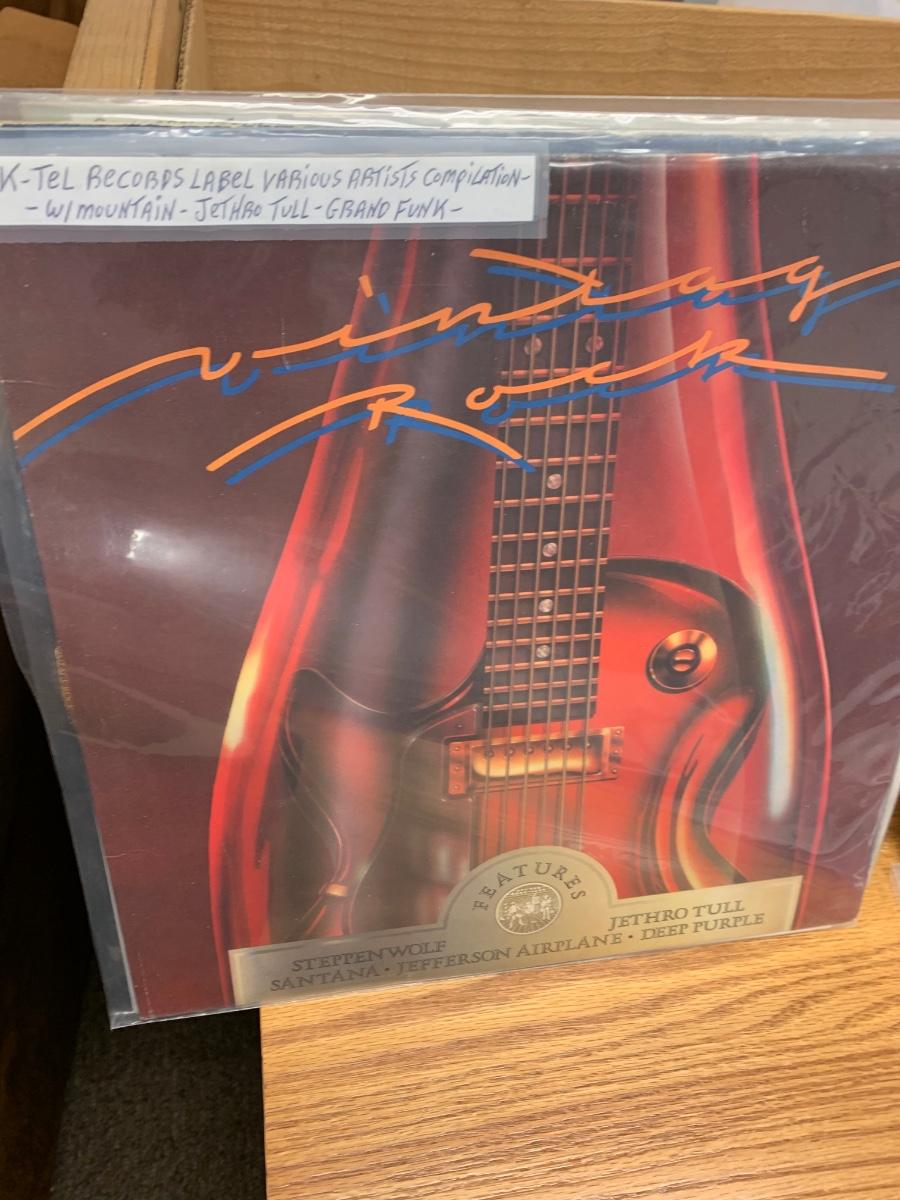 K-TEL RECORDS LABEL VARIOUS ARTISTS COMPILATION-
- W/ MOUNTAIN - JETHRO TULL - GRAND FUNK -
vintag
Rock
FEATURES
STEPPENWOLF JETHRO TULL
SANTANA • JEFFERSON AIRPLANE • DEEP PURPLE